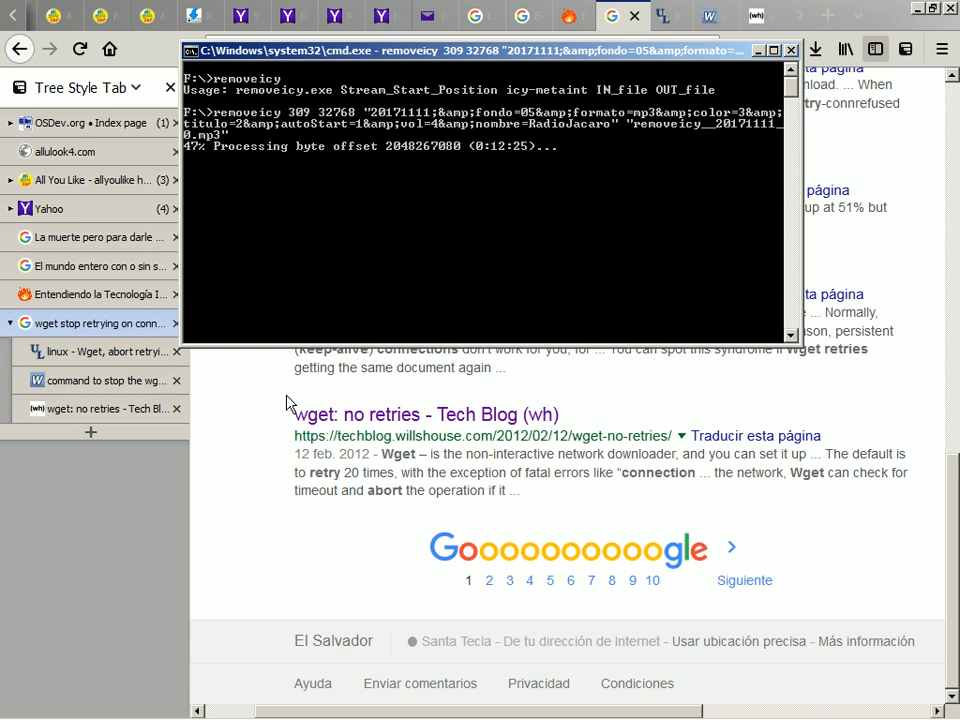 C:\Windows\system32\cmd.exe - removeicy 309 32768 "20171111;&amp;fondo=05&amp;formato=...
F:\>removeicy
Usage: removeicy.exe Stream_Start_Position icy-metaint IN_file OUT_file
F:\>removeicy 309 32768 "20171111;&amp;fondo=05&amp;formato=mp3&amp;color=3&amp;
titulo=2&amp;autoStart=1&amp;vol=4&amp;nombre=RadioJacaro" "removeicy__20171111_
0.mp3"
47% Processing byte offset 2048267080 (0:12:25)...
Tree Style Tab
OSDev.org • Index page (1)
allulook4.com
All You Like - allyoulike h... (3)
Yahoo (4)
La muerte pero para darle ...
El mundo entero con o sin s...
Entendiendo la Tecnología I...
wget stop retrying on conn...
linux - Wget, abort retryi...
command to stop the wg...
wget: no retries - Tech Bl...
página
nload. ... When
try-connrefused
página
up at 51% but
ta página
... Normally,
son, persistent
(keep-alive) connections don't work for you, for ... You can spot this syndrome if Wget retries
getting the same document again ...
wget: no retries - Tech Blog (wh)
https://techblog.willshouse.com/2012/02/12/wget-no-retries/ Traducir esta página
12 feb. 2012 - Wget – is the non-interactive network downloader, and you can set it up ... The default is
to retry 20 times, with the exception of fatal errors like "connection ... the network, Wget can check for
timeout and abort the operation if it ...
Goooooooooogle
1 2 3 4 5 6 7 8 9 10 Siguiente
El Salvador Santa Tecla - De tu dirección de Internet - Usar ubicación precisa - Más información
Ayuda Enviar comentarios Privacidad Condiciones